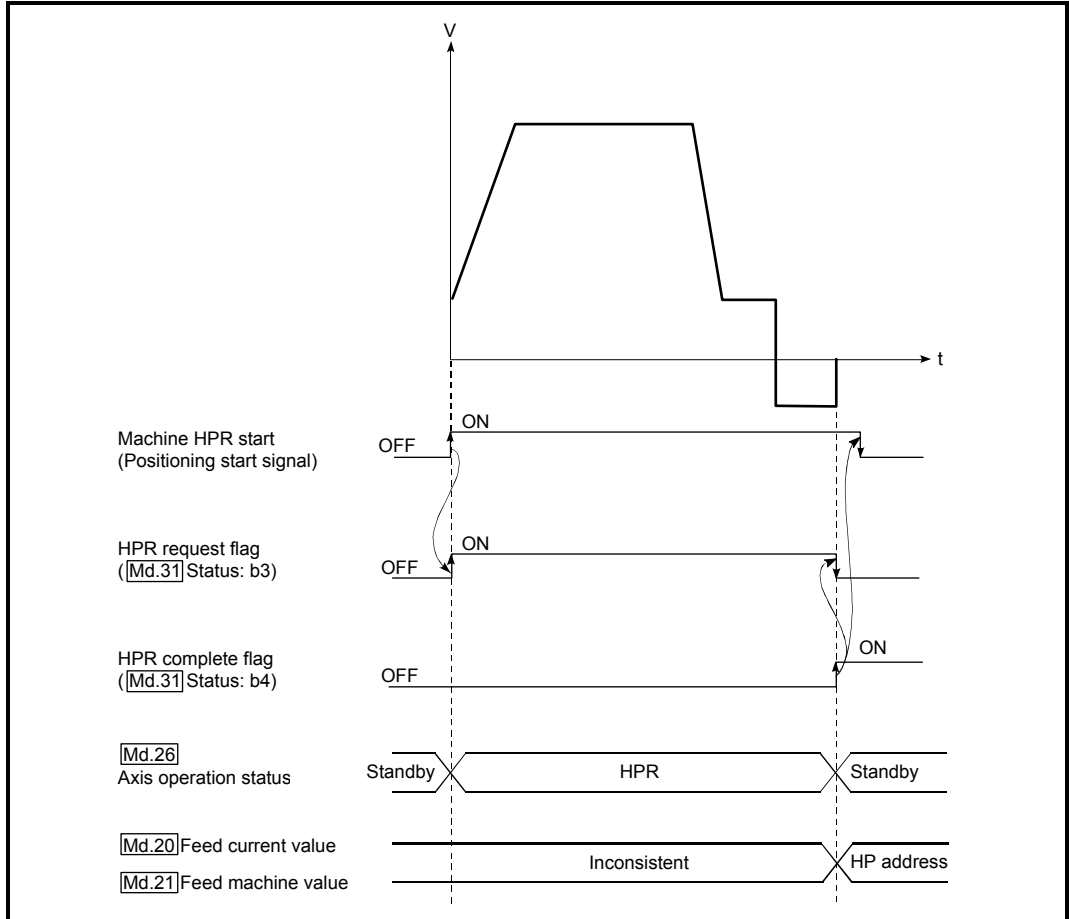 V
t
Machine HPR start
(Positioning start signal)
OFF
ON
HPR request flag
( Md.31 Status: b3)
OFF
ON
HPR complete flag
( Md.31 Status: b4)
OFF
ON
Md.26
Axis operation status
Standby
HPR
Standby
Md.20 Feed current value
Md.21 Feed machine value
Inconsistent
HP address